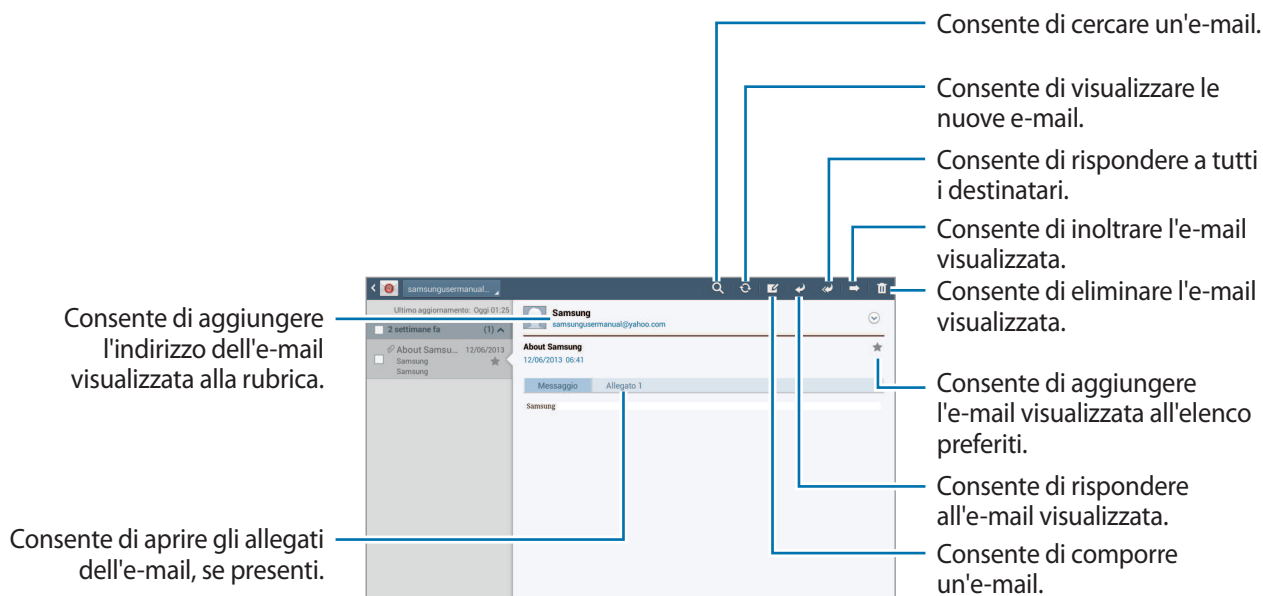 Consente di cercare un'e-mail.
Consente di visualizzare le
nuove e-mail.
Consente di rispondere a tutti
i destinatari.
Consente di inoltrare l'e-mail
visualizzata.
Consente di eliminare l'e-mail
visualizzata.
Consente di aggiungere
l'e-mail visualizzata all'elenco
preferiti.
Consente di rispondere
all'e-mail visualizzata.
Consente di comporre
un'e-mail.
Consente di aggiungere
l'indirizzo dell'e-mail
visualizzata alla rubrica.
Consente di aprire gli allegati
dell'e-mail, se presenti.
samsungusermanual...
Ultimo aggiornamento: Oggi 01:25
2 settimane fa (1)
About Samsu... 12/06/2013
Samsung
Samsung
Samsung
samsungusermanual@yahoo.com
About Samsung
12/06/2013 06:41
Messaggio Allegato 1
Samsung